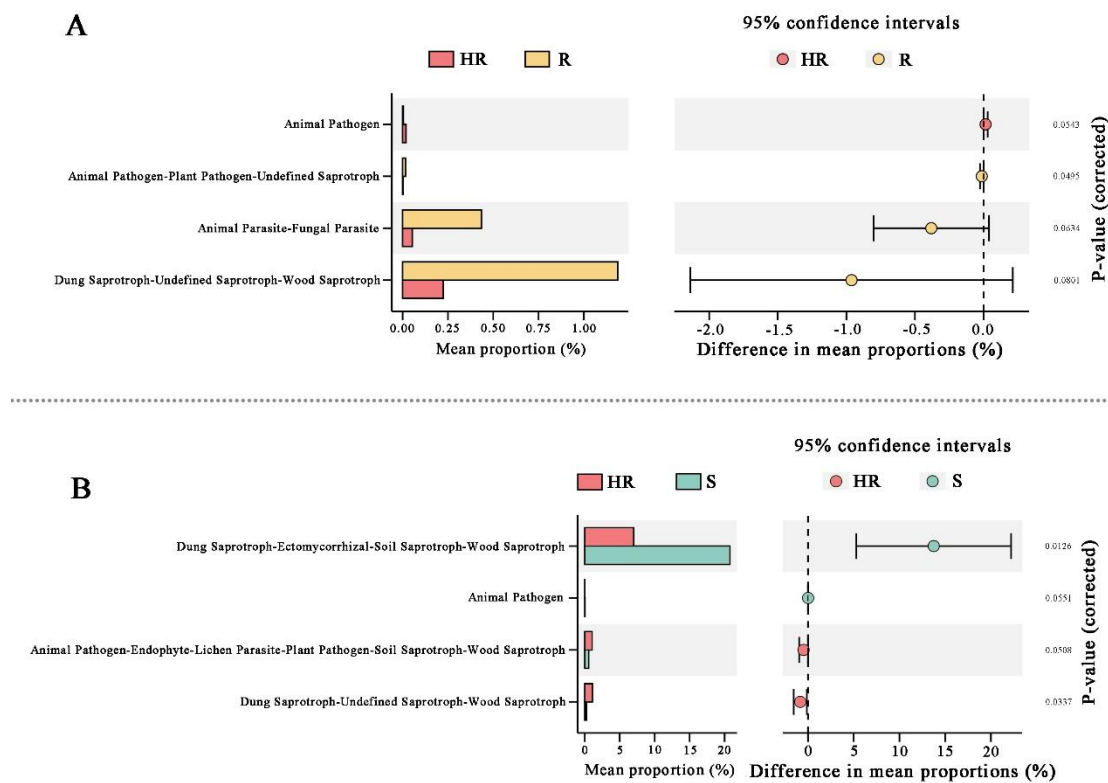 A
95% confidence intervals
HR R HR R
Animal Pathogen
0.0543
Animal Pathogen-Plant Pathogen-Undefined Saprotroph
0.0495
Animal Parasite-Fungal Parasite
0.0634
Dung Saprotroph-Undefined Saprotroph-Wood Saprotroph
0.0801
P-value (corrected)
0.00 0.25 0.50 0.75 1.00
-2.0 -1.5 -1.0 -0.5 0.0
Mean proportion (%)
Difference in mean proportions (%)
B
95% confidence intervals
HR S HR S
Dung Saprotroph-Ectomycorrhizal-Soil Saprotroph-Wood Saprotroph
0.0126
Animal Pathogen
0.0551
Animal Pathogen-Endophyte-Lichen Parasite-Plant Pathogen-Soil Saprotroph-Wood Saprotroph
0.0508
Dung Saprotroph-Undefined Saprotroph-Wood Saprotroph
0.0337
P-value (corrected)
0 5 10 15 20
0 5 10 15 20
Mean proportion (%)
Difference in mean proportions (%)